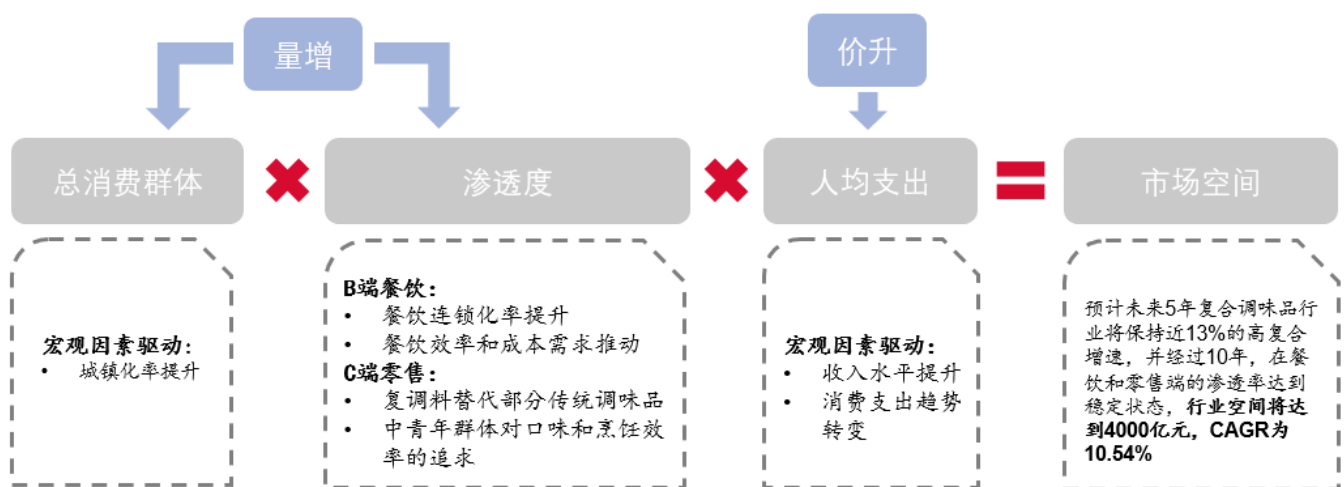 量增
价升
总消费群体
渗透度
人均支出
市场空间
宏观因素驱动：
• 城镇化率提升
B端餐饮：
• 餐饮连锁化率提升
• 餐饮效率和成本需求推动
C端零售：
• 复调料替代部分传统调味品
• 中青年群体对口味和烹饪效
率的追求
宏观因素驱动：
• 收入水平提升
• 消费支出趋势
转变
预计未来5年复合调味品行
业将保持近13%的高复合
增速，并经过10年，在餐
饮和零售端的渗透率达到
稳定状态，行业空间将达
到4000亿元，CAGR为
10.54%